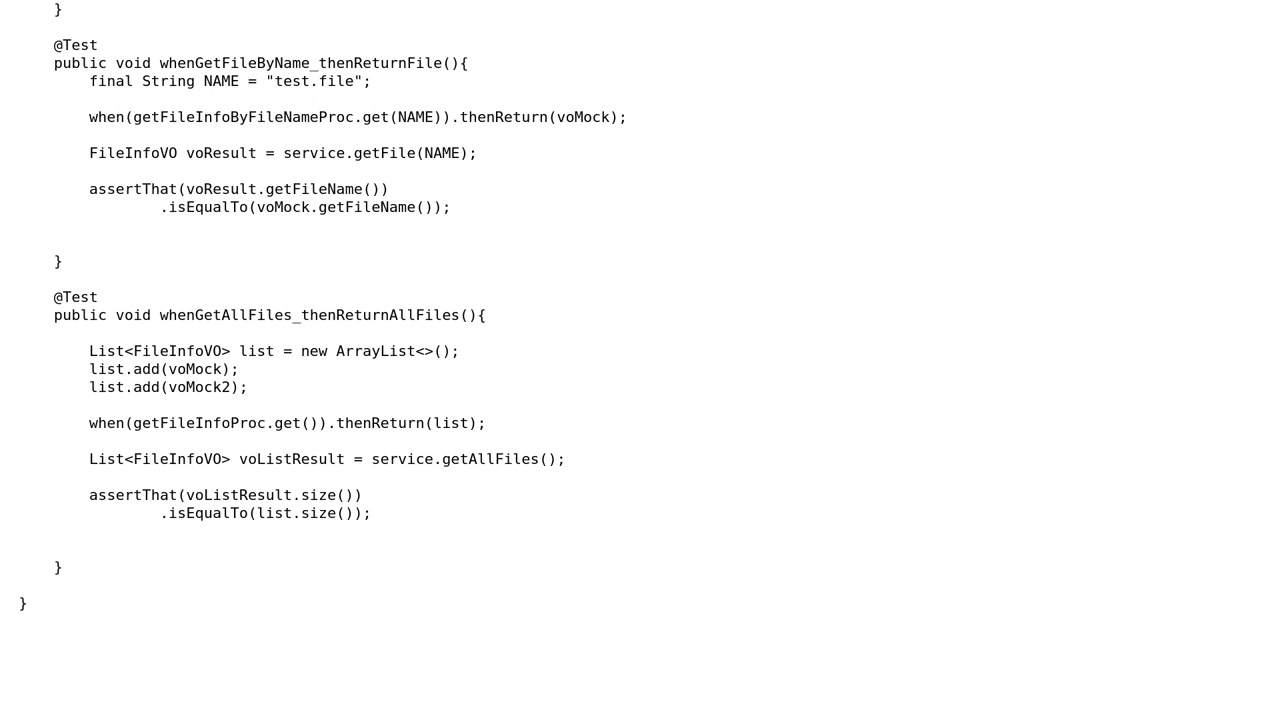 }

    @Test
    public void whenGetFileByName_thenReturnFile(){
        final String NAME = "test.file";

        when(getFileInfoByFileNameProc.get(NAME)).thenReturn(voMock);

        FileInfoVO voResult = service.getFile(NAME);

        assertThat(voResult.getFileName())
                .isEqualTo(voMock.getFileName());


    }

    @Test
    public void whenGetAllFiles_thenReturnAllFiles(){

        List<FileInfoVO> list = new ArrayList<>();
        list.add(voMock);
        list.add(voMock2);

        when(getFileInfoProc.get()).thenReturn(list);

        List<FileInfoVO> voListResult = service.getAllFiles();

        assertThat(voListResult.size())
                .isEqualTo(list.size());


    }

}